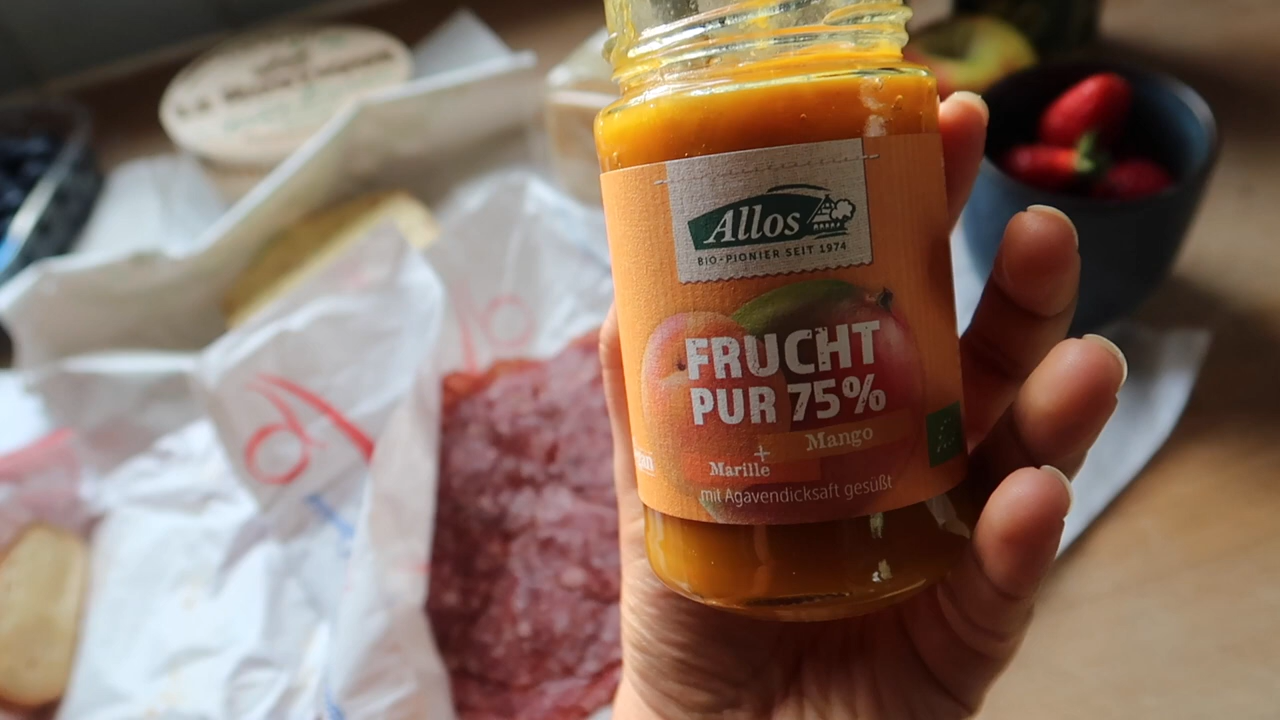 Allos
BIO-PIONIER SEIT 1974
FRUCHT
PUR 75%
Mango
+
Marille
mit Agavendicksaft gesüßt